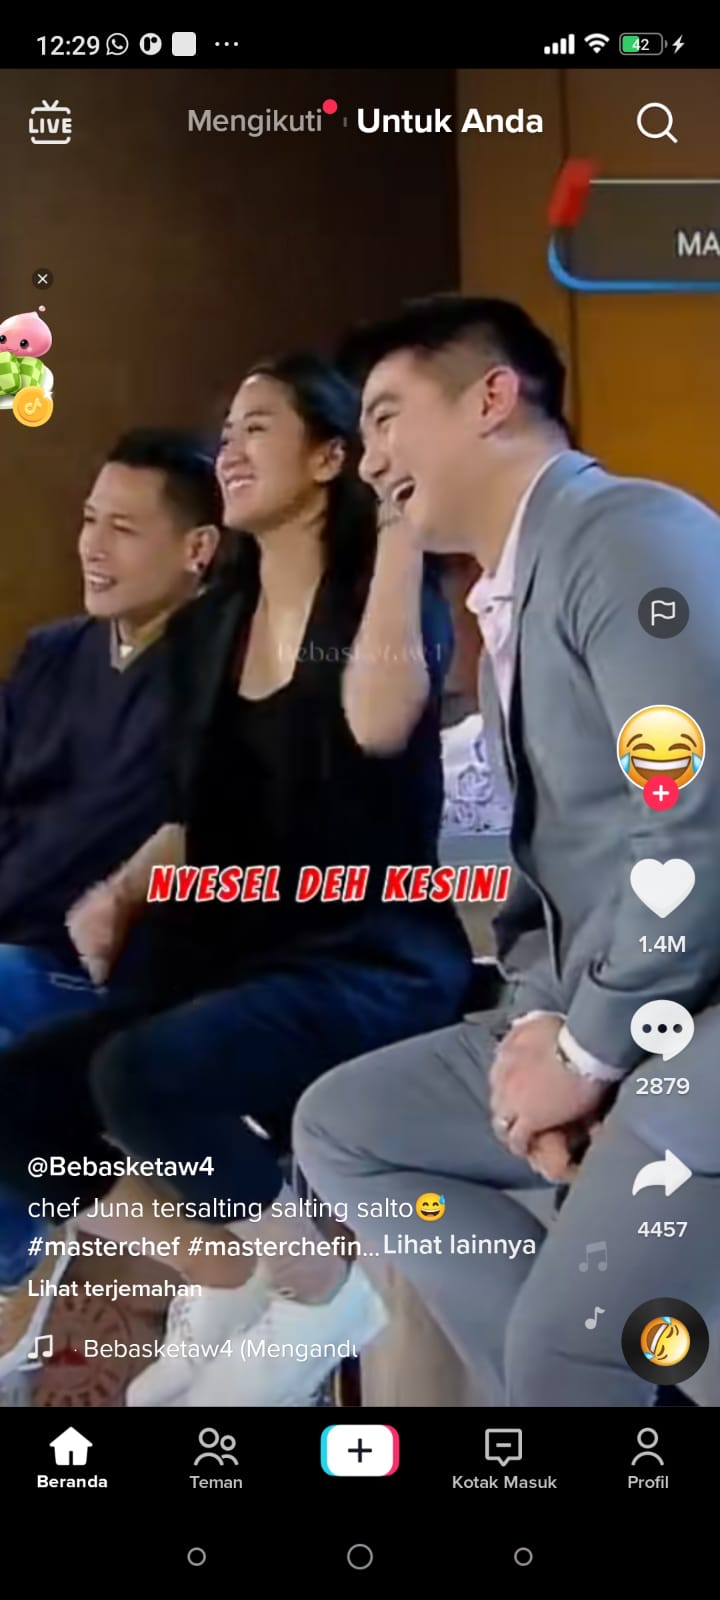 12:29
42
LIVE
Mengikuti
Untuk Anda
MA
Bebasketaw4
NYESEL DEH KESINI
1.4M
2879
4457
@Bebasketaw4
chef Juna tersalting salting salto😅
#masterchef #masterchefin... Lihat lainnya
Lihat terjemahan
· Bebasketaw4 (Mengandu
Beranda
Teman
Kotak Masuk
Profil